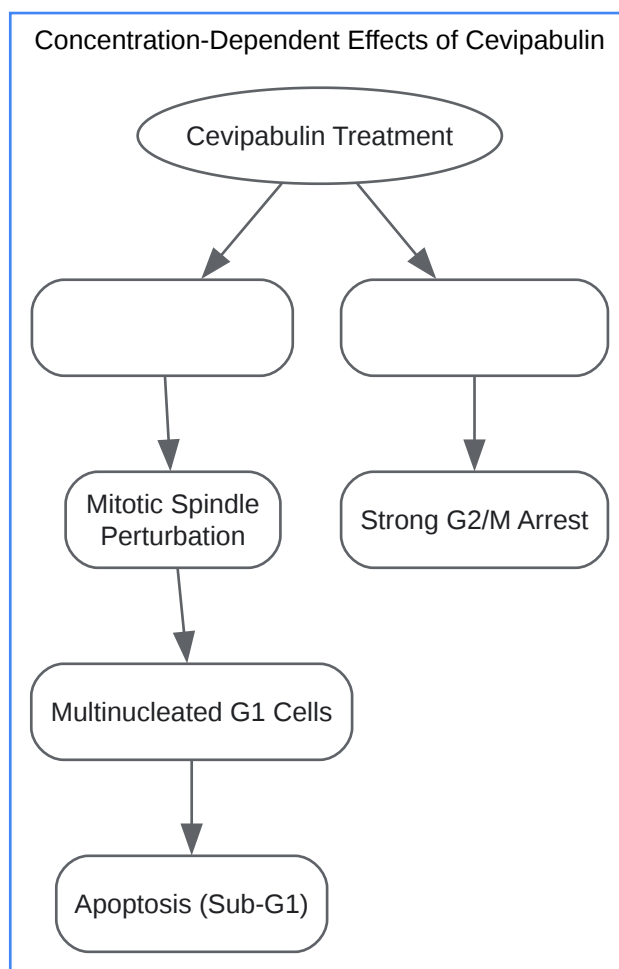 Concentration-Dependent Effects of Cevipabulin
Cevipabulin Treatment
Mitotic Spindle
Perturbation
Strong G2/M Arrest
Multinucleated G1 Cells
Apoptosis (Sub-G1)